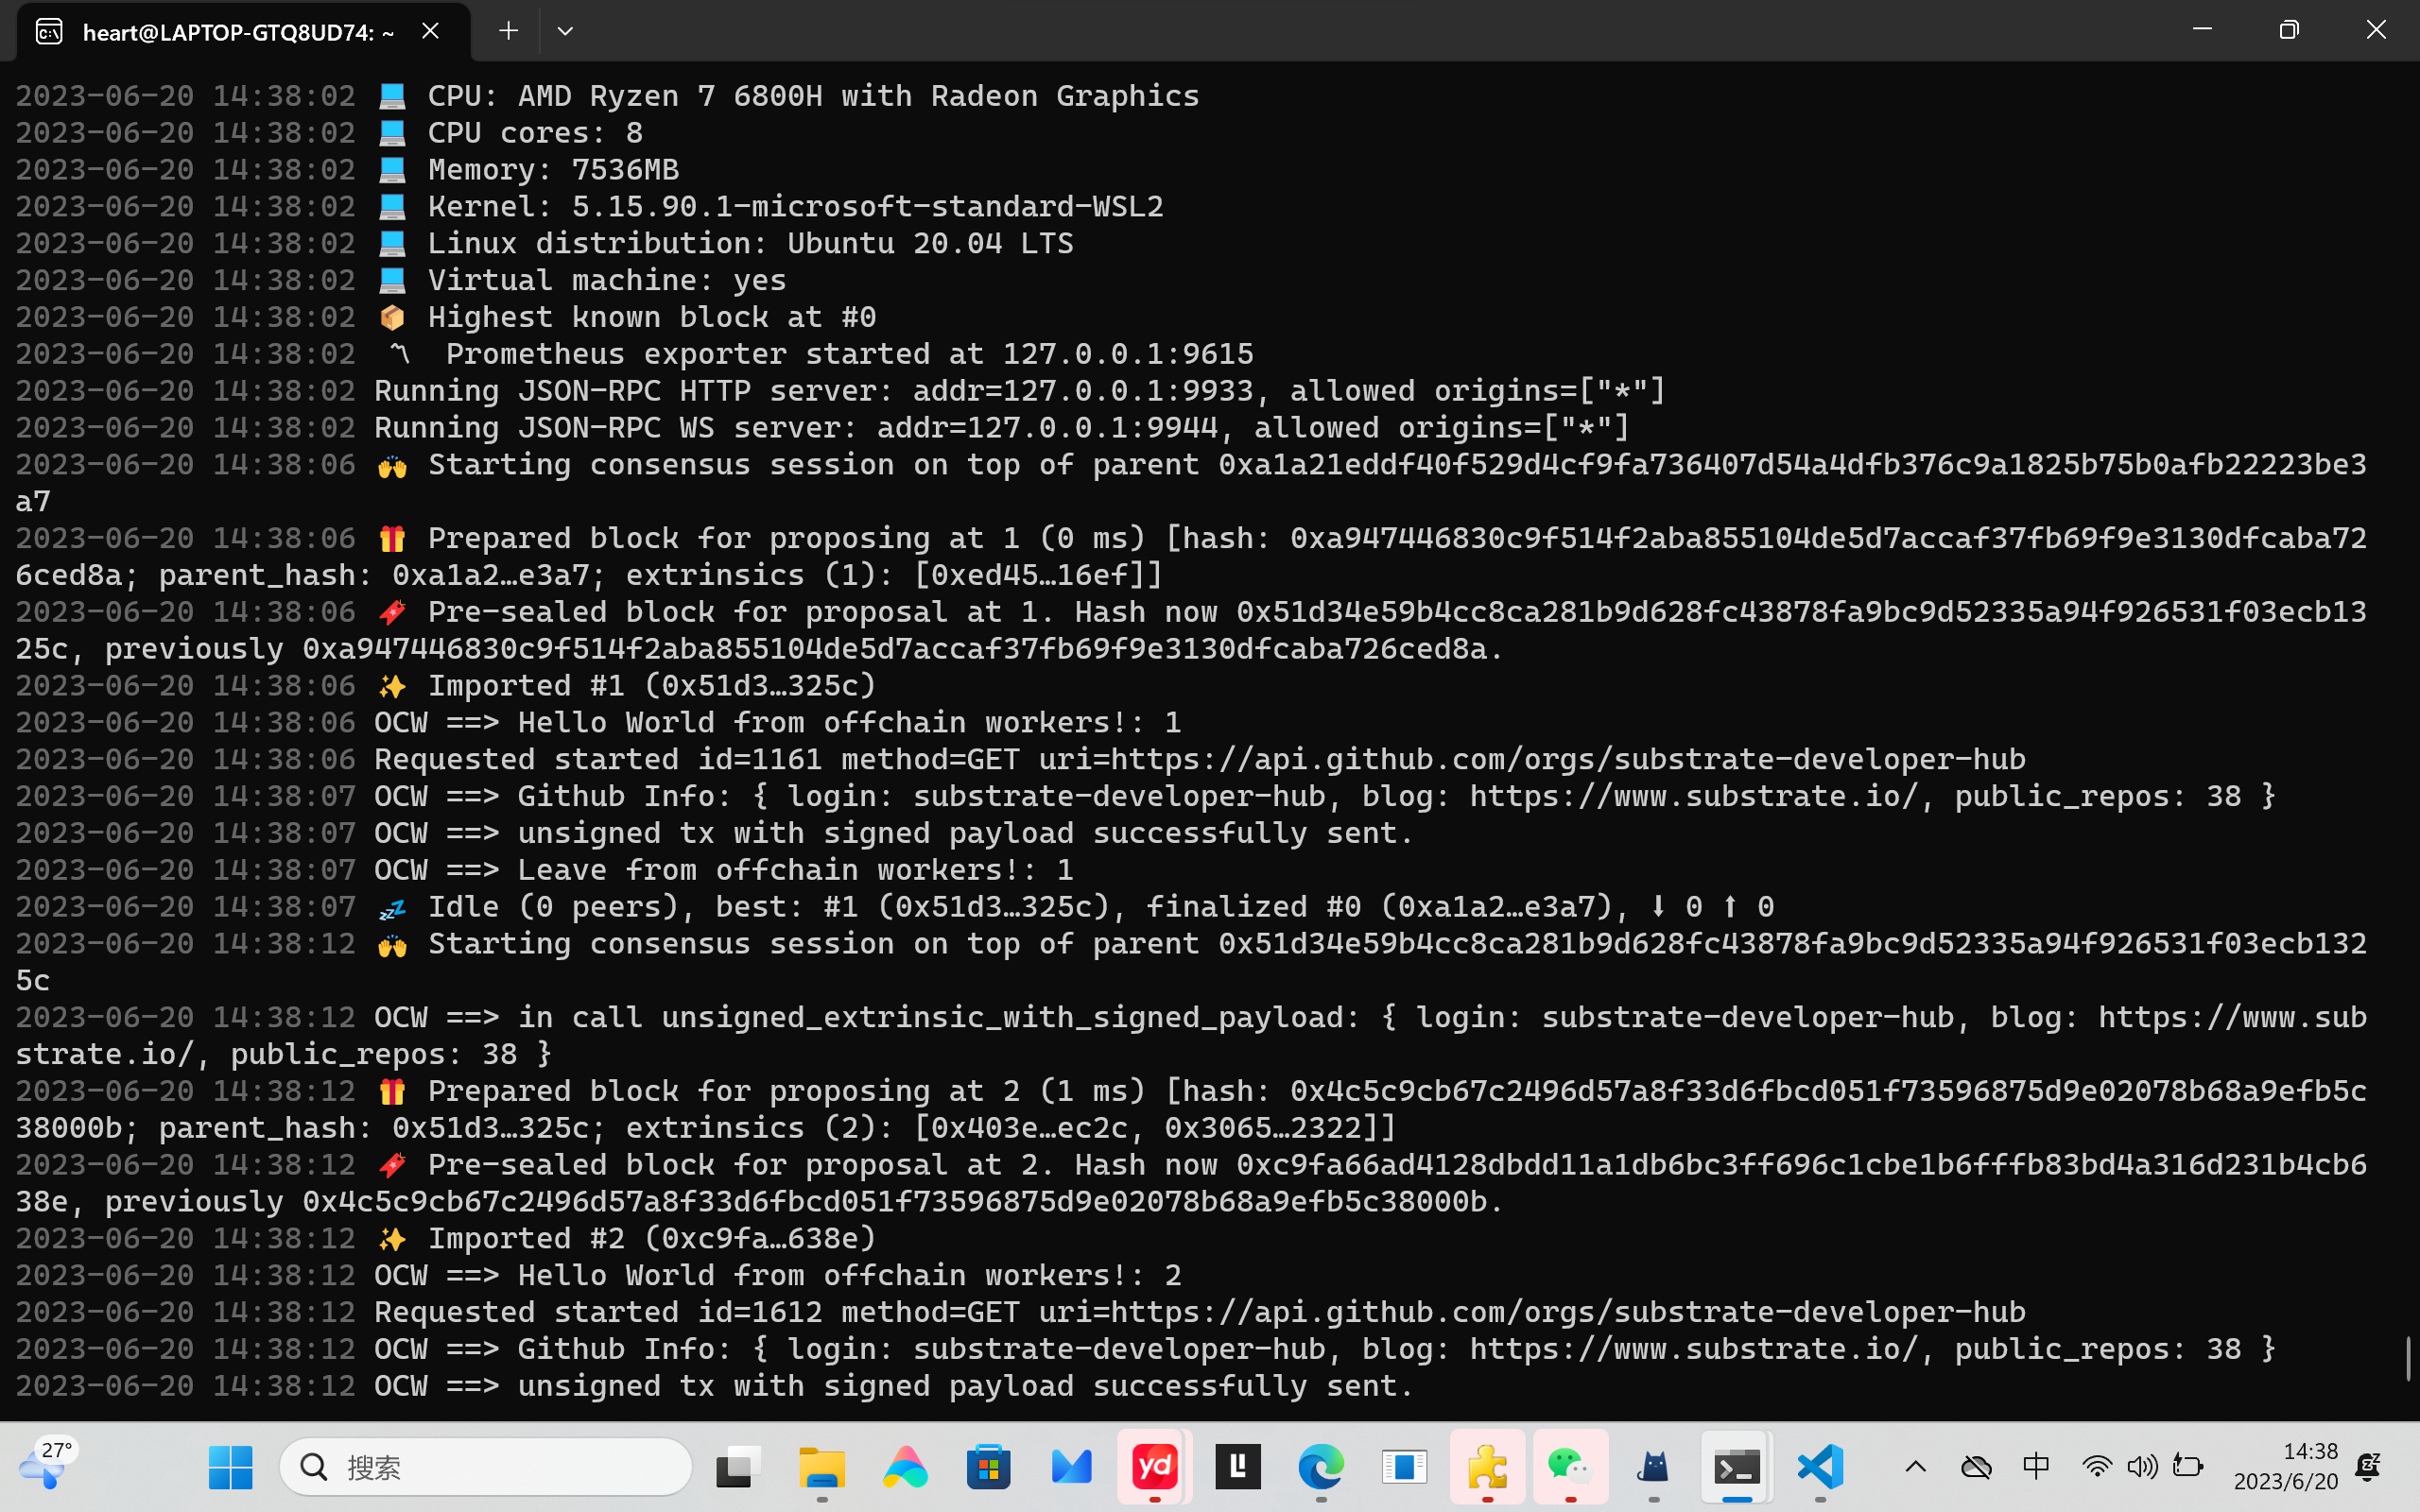 heart@LAPTOP-GTQ8UD74: ~
2023-06-20 14:38:02 💻 CPU: AMD Ryzen 7 6800H with Radeon Graphics
2023-06-20 14:38:02 💻 CPU cores: 8
2023-06-20 14:38:02 💻 Memory: 7536MB
2023-06-20 14:38:02 💻 Kernel: 5.15.90.1-microsoft-standard-WSL2
2023-06-20 14:38:02 💻 Linux distribution: Ubuntu 20.04 LTS
2023-06-20 14:38:02 💻 Virtual machine: yes
2023-06-20 14:38:02 📦 Highest known block at #0
2023-06-20 14:38:02 〽 Prometheus exporter started at 127.0.0.1:9615
2023-06-20 14:38:02 Running JSON-RPC HTTP server: addr=127.0.0.1:9933, allowed origins=["*"]
2023-06-20 14:38:02 Running JSON-RPC WS server: addr=127.0.0.1:9944, allowed origins=["*"]
2023-06-20 14:38:06 🙌 Starting consensus session on top of parent 0xa1a21eddf40f529d4cf9fa736407d54a4dfb376c9a1825b75b0afb22223be3
a7
2023-06-20 14:38:06 🎁 Prepared block for proposing at 1 (0 ms) [hash: 0xa947446830c9f514f2aba855104de5d7accaf37fb69f9e3130dfcaba72
6ced8a; parent_hash: 0xa1a2…e3a7; extrinsics (1): [0xed45…16ef]]
2023-06-20 14:38:06 🔖 Pre-sealed block for proposal at 1. Hash now 0x51d34e59b4cc8ca281b9d628fc43878fa9bc9d52335a94f926531f03ecb13
25c, previously 0xa947446830c9f514f2aba855104de5d7accaf37fb69f9e3130dfcaba726ced8a.
2023-06-20 14:38:06 ✨ Imported #1 (0x51d3…325c)
2023-06-20 14:38:06 OCW ==> Hello World from offchain workers!: 1
2023-06-20 14:38:06 Requested started id=1161 method=GET uri=https://api.github.com/orgs/substrate-developer-hub
2023-06-20 14:38:07 OCW ==> Github Info: { login: substrate-developer-hub, blog: https://www.substrate.io/, public_repos: 38 }
2023-06-20 14:38:07 OCW ==> unsigned tx with signed payload successfully sent.
2023-06-20 14:38:07 OCW ==> Leave from offchain workers!: 1
2023-06-20 14:38:07 💤 Idle (0 peers), best: #1 (0x51d3…325c), finalized #0 (0xa1a2…e3a7), ⬇ 0 ⬆ 0
2023-06-20 14:38:12 🙌 Starting consensus session on top of parent 0x51d34e59b4cc8ca281b9d628fc43878fa9bc9d52335a94f926531f03ecb132
5c
2023-06-20 14:38:12 OCW ==> in call unsigned_extrinsic_with_signed_payload: { login: substrate-developer-hub, blog: https://www.sub
strate.io/, public_repos: 38 }
2023-06-20 14:38:12 🎁 Prepared block for proposing at 2 (1 ms) [hash: 0x4c5c9cb67c2496d57a8f33d6fbcd051f73596875d9e02078b68a9efb5c
38000b; parent_hash: 0x51d3…325c; extrinsics (2): [0x403e…ec2c, 0x3065…2322]]
2023-06-20 14:38:12 🔖 Pre-sealed block for proposal at 2. Hash now 0xc9fa66ad4128dbdd11a1db6bc3ff696c1cbe1b6fffb83bd4a316d231b4cb6
38e, previously 0x4c5c9cb67c2496d57a8f33d6fbcd051f73596875d9e02078b68a9efb5c38000b.
2023-06-20 14:38:12 ✨ Imported #2 (0xc9fa…638e)
2023-06-20 14:38:12 OCW ==> Hello World from offchain workers!: 2
2023-06-20 14:38:12 Requested started id=1612 method=GET uri=https://api.github.com/orgs/substrate-developer-hub
2023-06-20 14:38:12 OCW ==> Github Info: { login: substrate-developer-hub, blog: https://www.substrate.io/, public_repos: 38 }
2023-06-20 14:38:12 OCW ==> unsigned tx with signed payload successfully sent.
27°
搜索
yd
中
14:38
2023/6/20